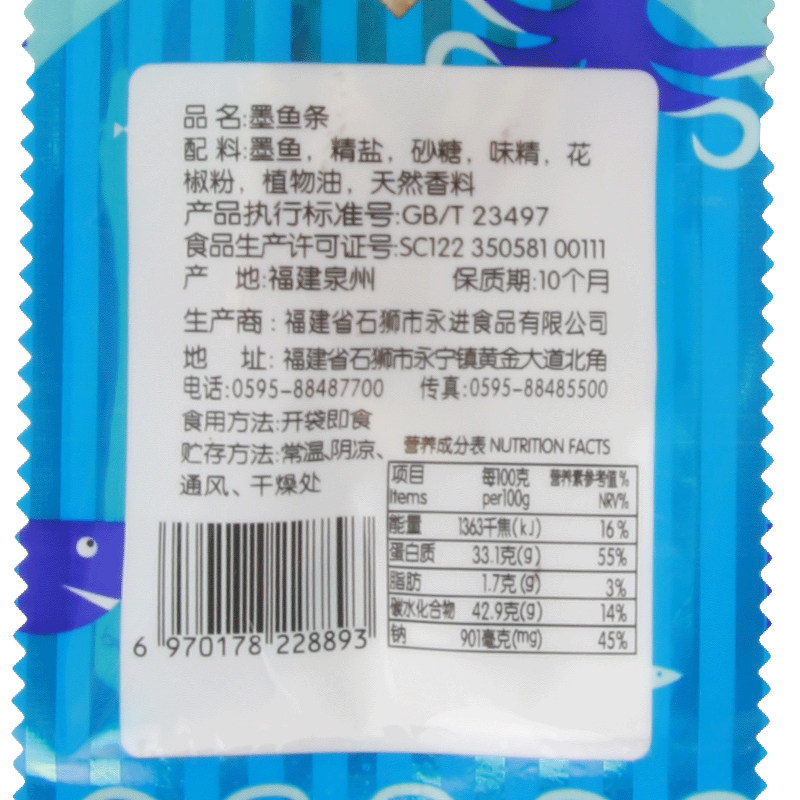 品 名:墨鱼条
配 料:墨鱼，精盐，砂糖，味精，花
椒粉，植物油，天然香料
产品执行标准号:GB/T 23497
食品生产许可证号:SC122 350581 00111
产 地:福建泉州 保质期:10个月
生产商：福建省石狮市永进食品有限公司
地 址：福建省石狮市永宁镇黄金大道北角
电话:0595-88487700 传真:0595-88485500
食用方法:开袋即食
贮存方法:常温、阴凉、
通风、干燥处
营养成分表 NUTRITION FACTS
项目 每100克 营养素参考值%
Items per100g NRV%
能量 1363千焦(kJ) 16%
蛋白质 33.1克(g) 55%
脂肪 1.7克(g) 3%
碳水化合物 42.9克(g) 14%
钠 901毫克(mg) 45%
6 970178 228893